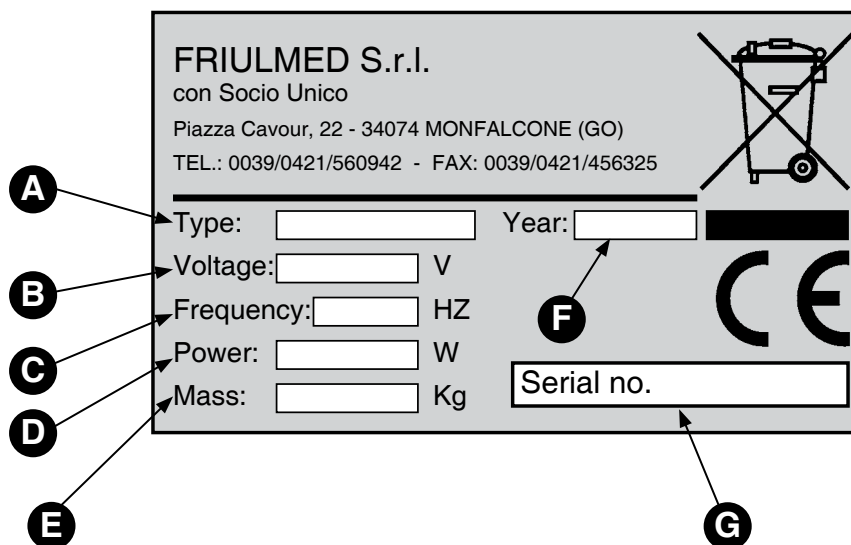 FRIULMED S.r.l.
con Socio Unico
Piazza Cavour, 22 - 34074 MONFALCONE (GO)
TEL.: 0039/0421/560942 - FAX: 0039/0421/456325
A
Type: Year:
B
Voltage: V
F
C
Frequency: HZ
CE
D
Power: W
Serial no.
E
Mass: Kg
G